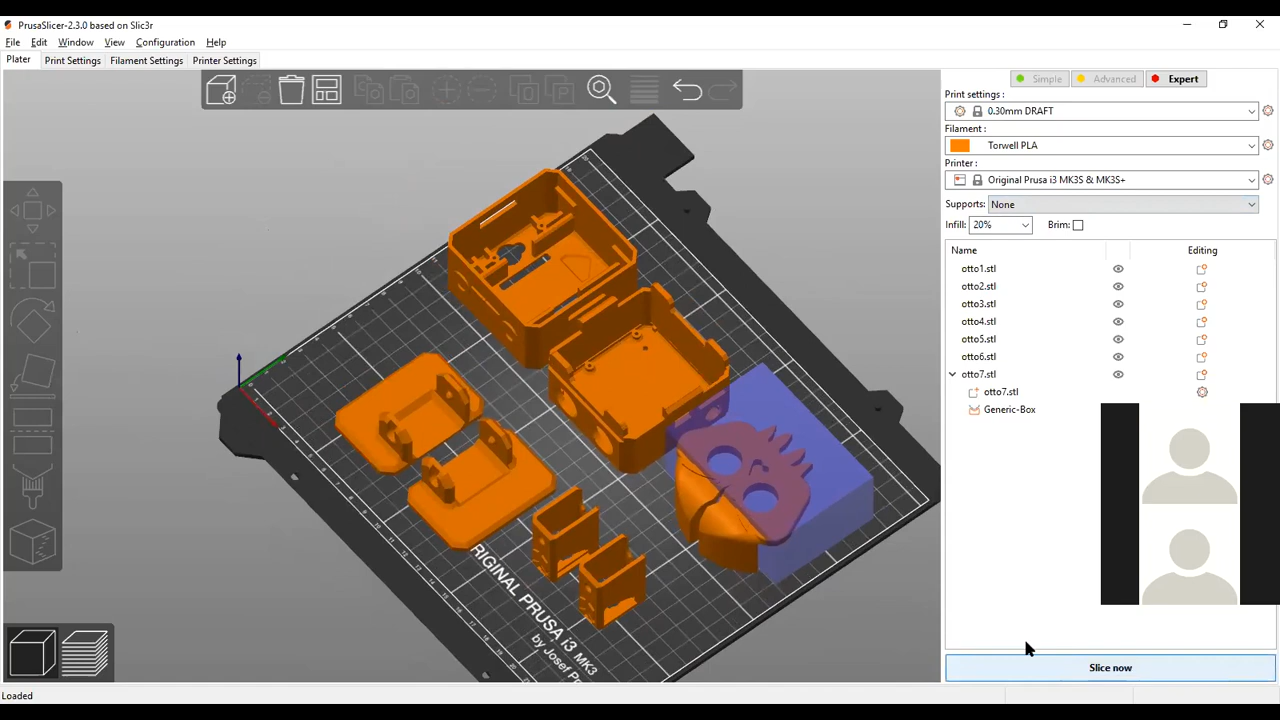 PrusaSlicer-2.3.0 based on Slic3r
File Edit Window View Configuration Help
Plater Print Settings Filament Settings Printer Settings
Simple Advanced Expert
Print settings :
0.30mm DRAFT
Filament :
Torwell PLA
Printer :
Original Prusa i3 MK3S & MK3S+
Supports: None
Infill: 20% Brim:
Name Editing
otto1.stl
otto2.stl
otto3.stl
otto4.stl
otto5.stl
otto6.stl
otto7.stl
otto7.stl
Generic-Box
RIGINAL PRUSA i3 MK3
by Josef P
Slice now
Loaded